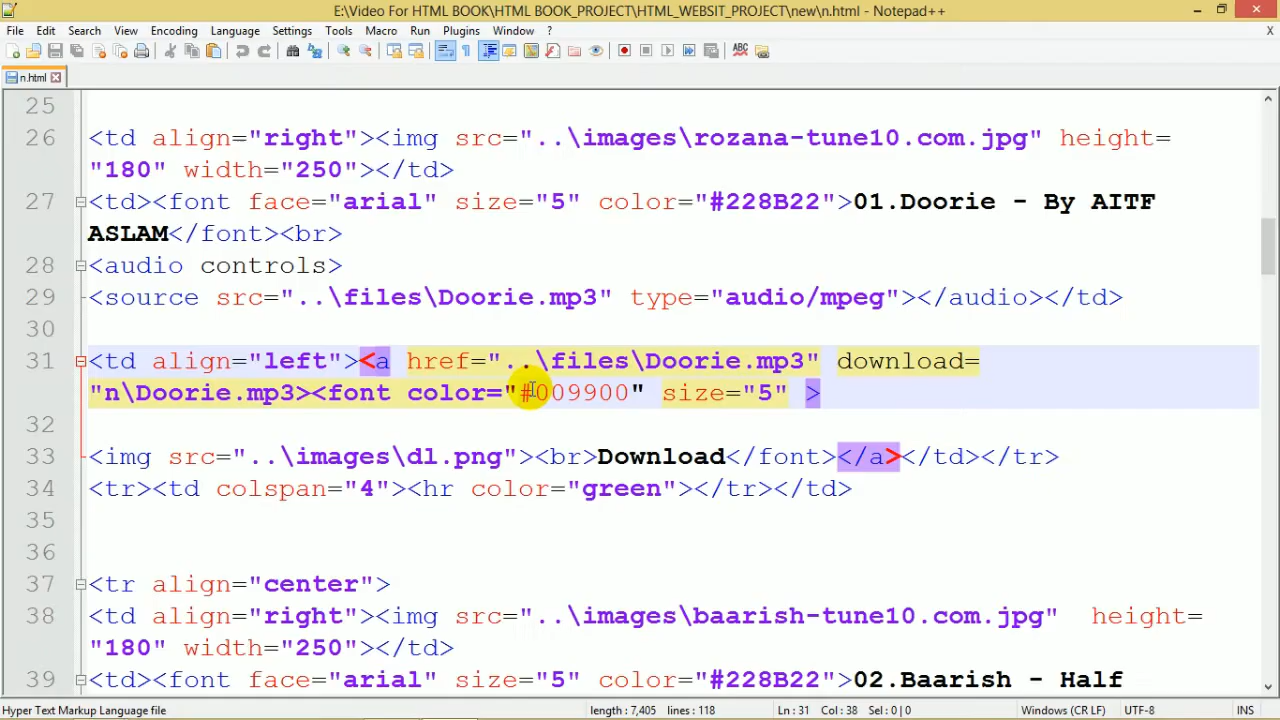 E:\Video For HTML BOOK\HTML BOOK_PROJECT\HTML_WEBSIT_PROJECT\new\n.html - Notepad++
File Edit Search View Encoding Language Settings Tools Macro Run Plugins Window ? X
n.html
25
26 <td align="right"><img src="..\images\rozana-tune10.com.jpg" height=
"180" width="250"></td>
27 <td><font face="arial" size="5" color="#228B22">01.Doorie - By AITF
ASLAM</font><br>
28 <audio controls>
29 <source src="..\files\Doorie.mp3" type="audio/mpeg"></audio></td>
30
31 <td align="left"><a href="..\files\Doorie.mp3" download=
"n\Doorie.mp3><font color="#009900" size="5" >
32
33 <img src="..\images\dl.png"><br>Download</font></a></td></tr>
34 <tr><td colspan="4"><hr color="green"></tr></td>
35
36
37 <tr align="center">
38 <td align="right"><img src="..\images\baarish-tune10.com.jpg"  height=
"180" width="250"></td>
39 <td><font face="arial" size="5" color="#228B22">02.Baarish - Half
Hyper Text Markup Language file length : 7,405 lines : 118 Ln : 31 Col : 38 Sel : 0 | 0 Windows (CR LF) UTF-8 INS